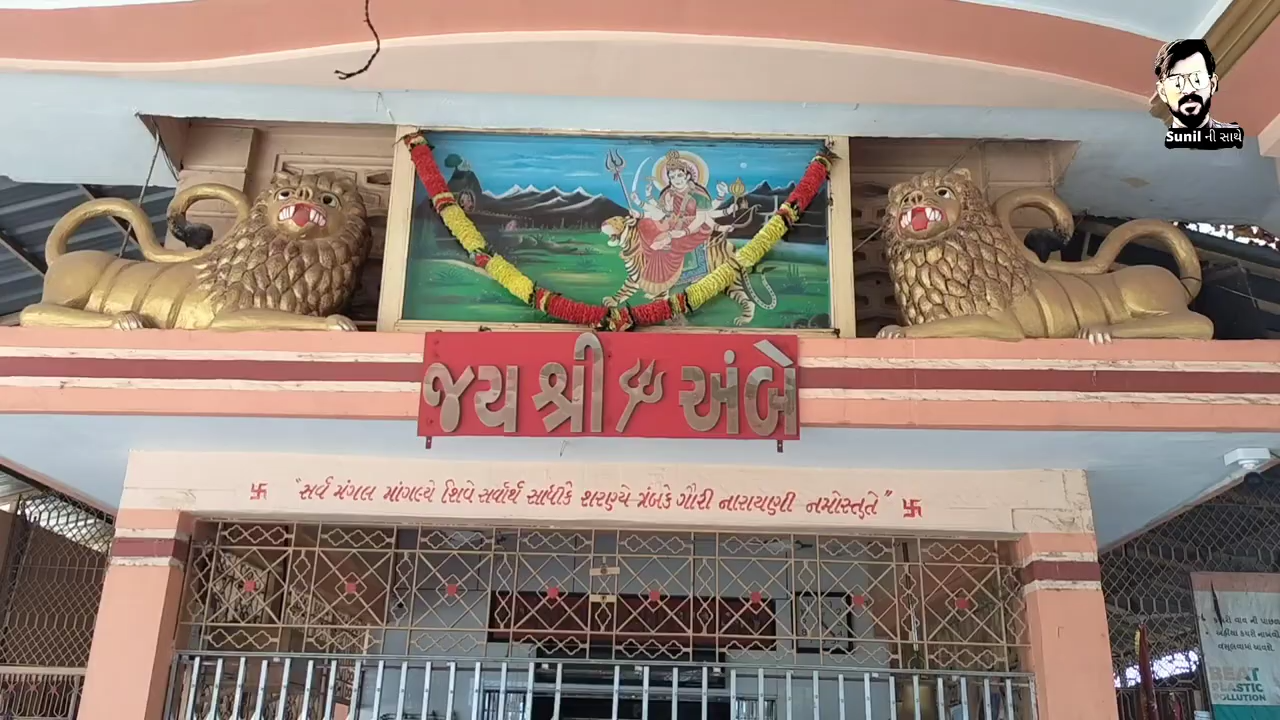 Sunil ની સાથે
જય શ્રી અંબે
"સર્વ મંગલ માંગલ્યે શિવે સર્વાર્થ સાધીકે શરણ્યે ત્રંબકે ગૌરી નારાયણી નમોસ્તુતે"
BEAT
PLASTIC
POLLUTION